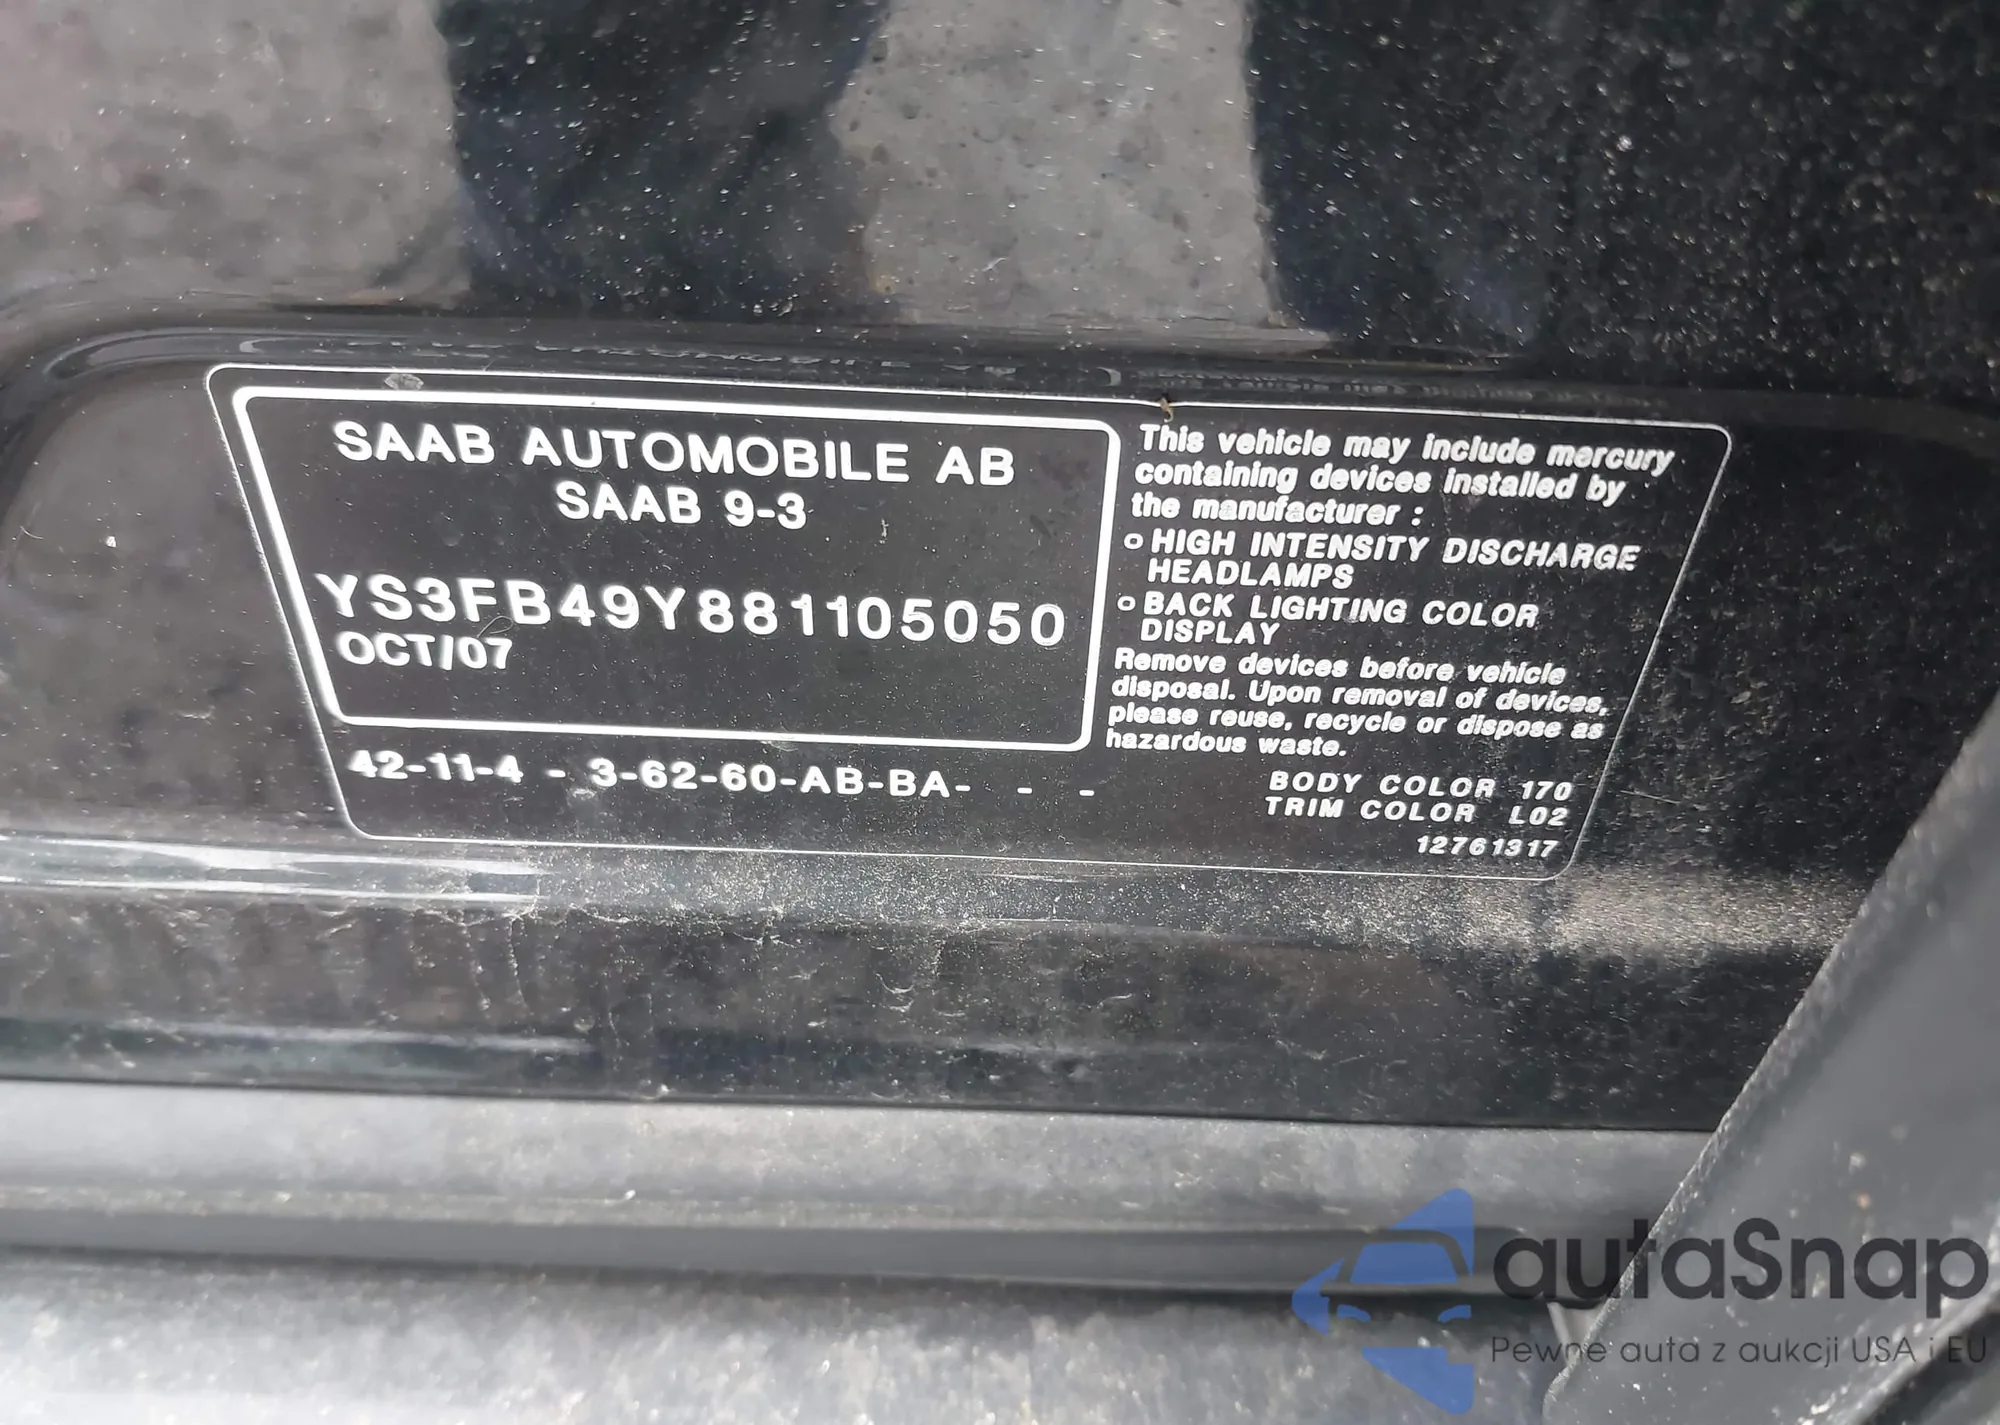 SAAB AUTOMOBILE AB
SAAB 9-3
YS3FB49Y881105050
OCT/07
42-11-4 - 3-62-60-AB-BA- - -
This vehicle may include mercury
containing devices installed by
the manufacturer :
o HIGH INTENSITY DISCHARGE
HEADLAMPS
o BACK LIGHTING COLOR
DISPLAY
Remove devices before vehicle
disposal. Upon removal of devices,
please reuse, recycle or dispose as
hazardous waste.
BODY COLOR 170
TRIM COLOR L02
12761317
autaSnap
Pewne auta z aukcji USA i EU